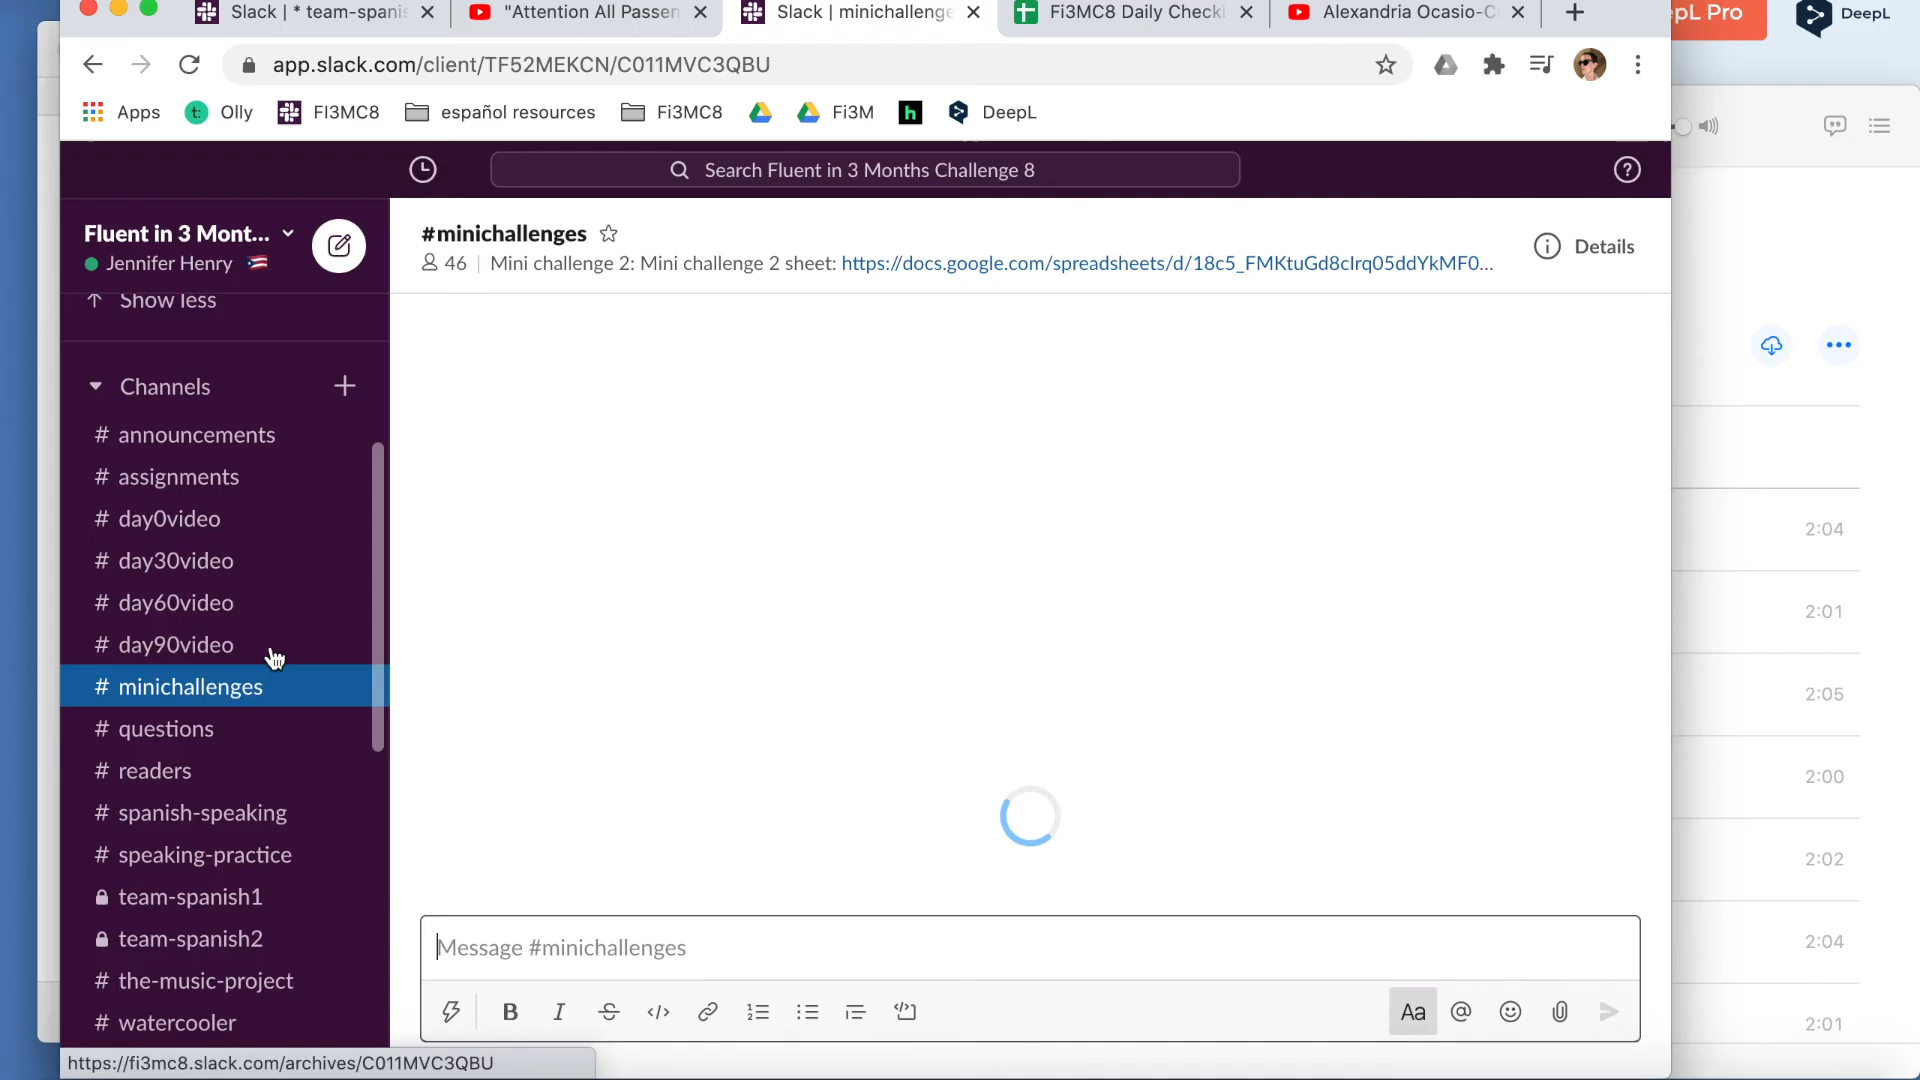 Slack | * team-spanis
"Attention All Passen
Slack | minichallenge
Fi3MC8 Daily Checki
Alexandria Ocasio-C
pL Pro
DeepL
app.slack.com/client/TF52MEKCN/C011MVC3QBU
Apps
Olly
FI3MC8
español resources
Fi3MC8
Fi3M
DeepL
Search Fluent in 3 Months Challenge 8
Fluent in 3 Mont...
Jennifer Henry
Show less
Channels
# announcements
# assignments
# day0video
# day30video
# day60video
# day90video
# minichallenges
# questions
# readers
# spanish-speaking
# speaking-practice
team-spanish1
team-spanish2
# the-music-project
# watercooler
#minichallenges
46 | Mini challenge 2: Mini challenge 2 sheet: https://docs.google.com/spreadsheets/d/18c5_FMKtuGd8clrq05ddYkMF0...
Details
Message #minichallenges
Aa
2:04
2:01
2:05
2:00
2:02
2:04
2:01
https://fi3mc8.slack.com/archives/C011MVC3QBU